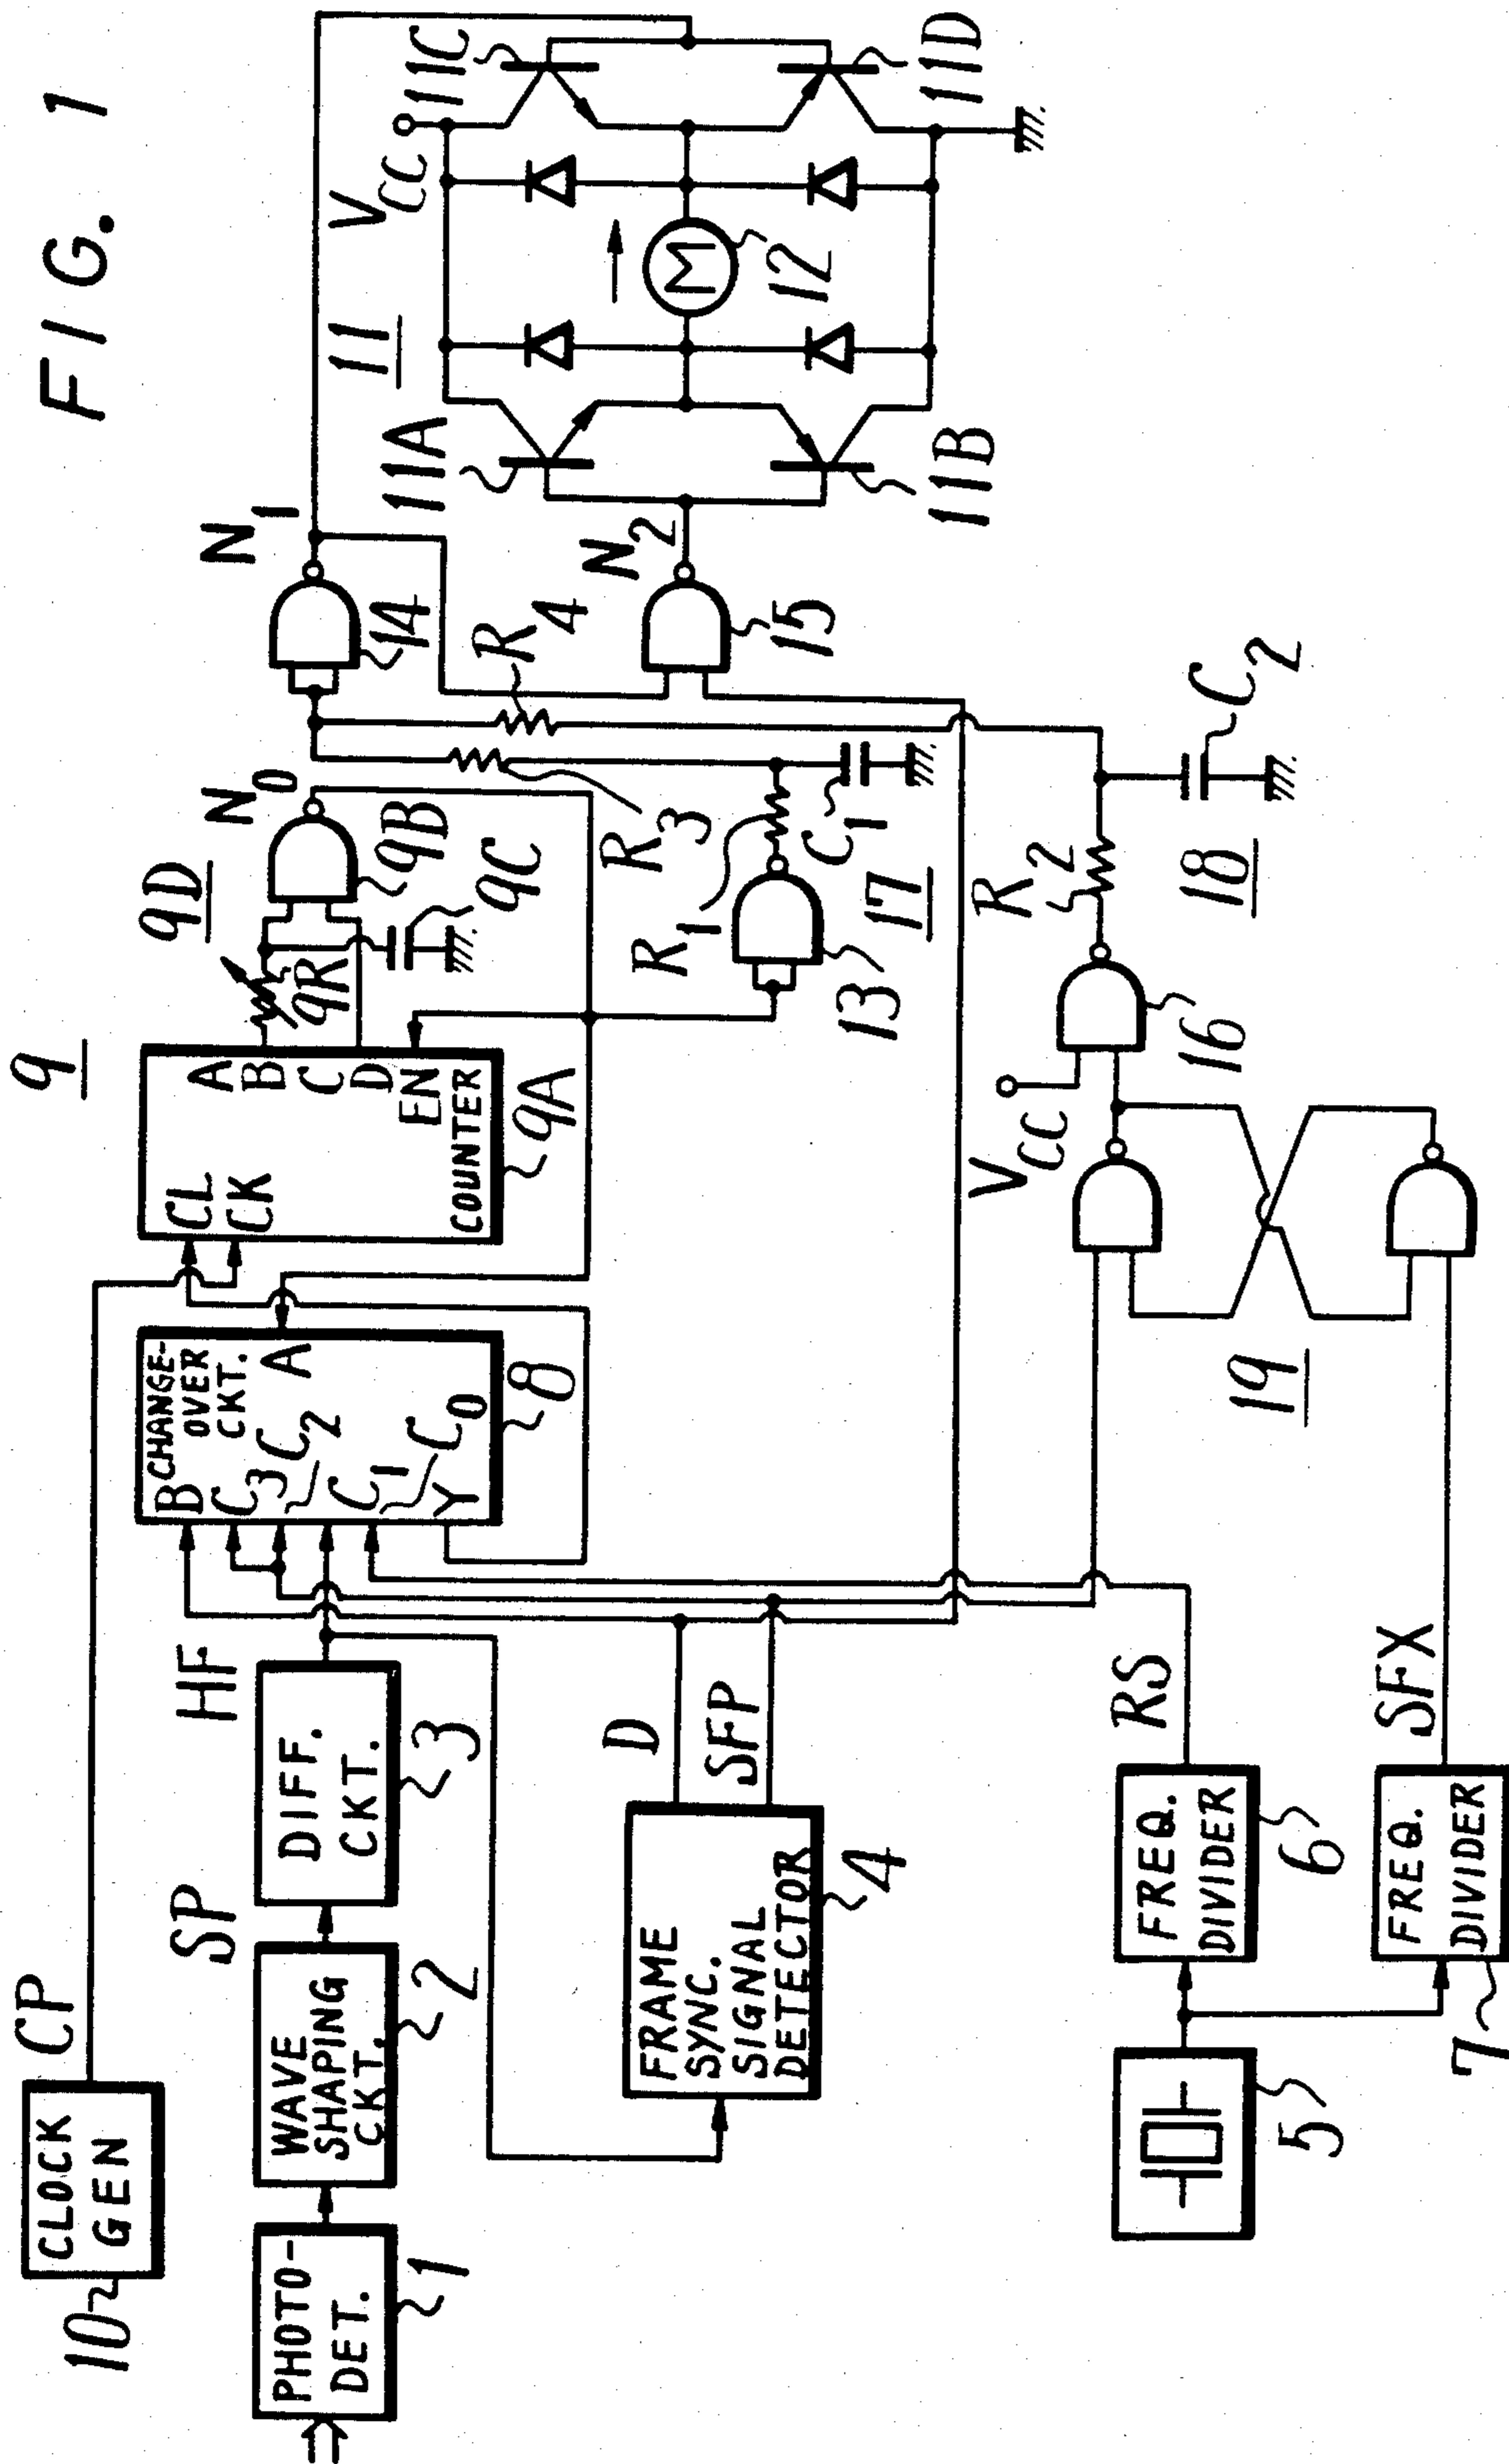 FIG. 1
CLOCK
GEN
10
CP
PHOTO-
DET.
1
WAVE
SHAPING
CKT.
2
SP
DIFF.
CKT.
3
HF
FRAME
SYNC.
SIGNAL
DETECTOR
4
D
SFP
5
FREQ.
DIVIDER
6
RS
FREQ.
DIVIDER
7
SFX
CHANGE-
OVER
CKT.
B
C3
C2
C1
C0
Y
A
8
9
CL
CK
A
B
C
D
EN
COUNTER
9A
9D
9R
9B
9C
N0
R1
R3
C1
13
17
R4
14
N1
15
N2
VCC
16
R2
C2
18
19
11
11A
11B
11C
11D
VCC
M
12